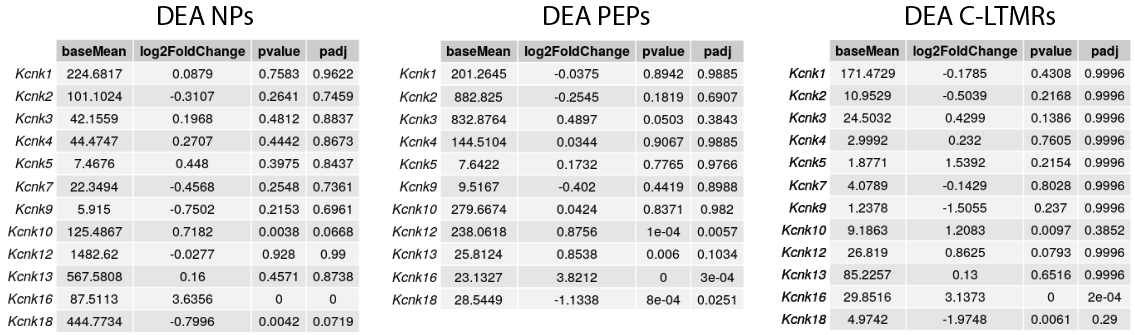 DEA NPs
baseMean log2FoldChange pvalue padj
Kcnk1 224.6817 0.0879 0.7583 0.9622
Kcnk2 101.1024 -0.3107 0.2641 0.7459
Kcnk3 42.1559 0.1968 0.4812 0.8837
Kcnk4 44.4747 0.2707 0.4442 0.8673
Kcnk5 7.4676 0.448 0.3975 0.8437
Kcnk7 22.3494 -0.4568 0.2548 0.7361
Kcnk9 5.915 -0.7502 0.2153 0.6961
Kcnk10 125.4867 0.7182 0.0038 0.0668
Kcnk12 1482.62 -0.0277 0.928 0.99
Kcnk13 567.5808 0.16 0.4571 0.8738
Kcnk16 87.5113 3.6356 0 0
Kcnk18 444.7734 -0.7996 0.0042 0.0719
DEA PEPs
baseMean log2FoldChange pvalue padj
Kcnk1 201.2645 -0.0375 0.8942 0.9885
Kcnk2 882.825 -0.2545 0.1819 0.6907
Kcnk3 832.8764 0.4897 0.0503 0.3843
Kcnk4 144.5104 0.0344 0.9067 0.9885
Kcnk5 7.6422 0.1732 0.7765 0.9766
Kcnk9 9.5167 -0.402 0.4419 0.8988
Kcnk10 279.6674 0.0424 0.8371 0.982
Kcnk12 238.0618 0.8756 1e-04 0.0057
Kcnk13 25.8124 0.8538 0.006 0.1034
Kcnk16 23.1327 3.8212 0 3e-04
Kcnk18 28.5449 -1.1338 8e-04 0.0251
DEA C-LTMRs
baseMean log2FoldChange pvalue padj
Kcnk1 171.4729 -0.1785 0.4308 0.9996
Kcnk2 10.9529 -0.5039 0.2168 0.9996
Kcnk3 24.5032 0.4299 0.1386 0.9996
Kcnk4 2.9992 0.232 0.7605 0.9996
Kcnk5 1.8771 1.5392 0.2154 0.9996
Kcnk7 4.0789 -0.1429 0.8028 0.9996
Kcnk9 1.2378 -1.5055 0.237 0.9996
Kcnk10 9.1863 1.2083 0.0097 0.3852
Kcnk12 26.819 0.8625 0.0793 0.9996
Kcnk13 85.2257 0.13 0.6516 0.9996
Kcnk16 29.8516 3.1373 0 2e-04
Kcnk18 4.9742 -1.9748 0.0061 0.29